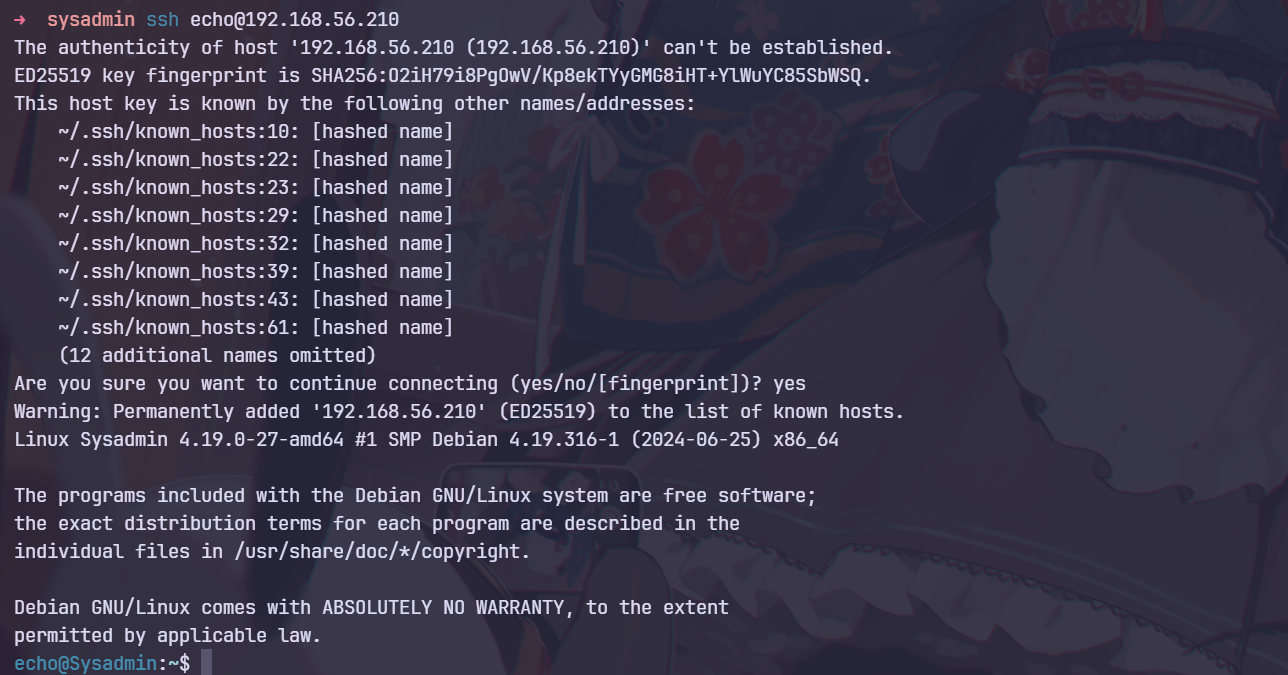 → sysadmin ssh echo@192.168.56.210
The authenticity of host '192.168.56.210 (192.168.56.210)' can't be established.
ED25519 key fingerprint is SHA256:O2iH79i8PgOwV/Kp8ekTYyGMG8iHT+YlWuYC85SbWSQ.
This host key is known by the following other names/addresses:
    ~/.ssh/known_hosts:10: [hashed name]
    ~/.ssh/known_hosts:22: [hashed name]
    ~/.ssh/known_hosts:23: [hashed name]
    ~/.ssh/known_hosts:29: [hashed name]
    ~/.ssh/known_hosts:32: [hashed name]
    ~/.ssh/known_hosts:39: [hashed name]
    ~/.ssh/known_hosts:43: [hashed name]
    ~/.ssh/known_hosts:61: [hashed name]
    (12 additional names omitted)
Are you sure you want to continue connecting (yes/no/[fingerprint])? yes
Warning: Permanently added '192.168.56.210' (ED25519) to the list of known hosts.
Linux Sysadmin 4.19.0-27-amd64 #1 SMP Debian 4.19.316-1 (2024-06-25) x86_64
The programs included with the Debian GNU/Linux system are free software;
the exact distribution terms for each program are described in the
individual files in /usr/share/doc/*/copyright.
Debian GNU/Linux comes with ABSOLUTELY NO WARRANTY, to the extent
permitted by applicable law.
echo@Sysadmin:~$